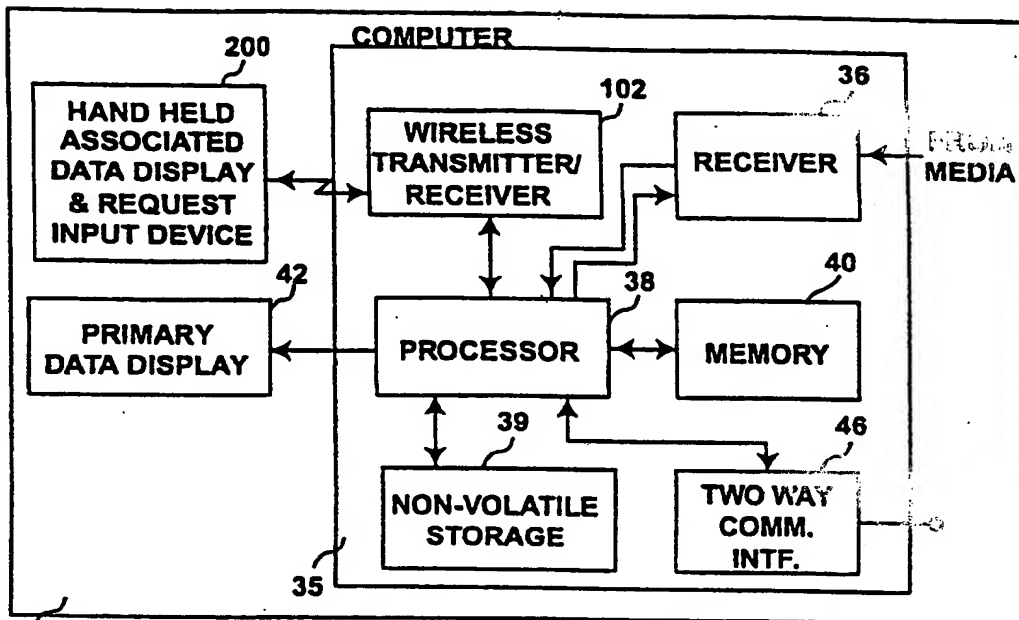 COMPUTER
200
HAND HELD
ASSOCIATED
DATA DISPLAY
& REQUEST
INPUT DEVICE
102
WIRELESS
TRANSMITTER/
RECEIVER
36
RECEIVER
MEDIA
42
PRIMARY
DATA DISPLAY
38
PROCESSOR
40
MEMORY
39
NON-VOLATILE
STORAGE
46
TWO WAY
COMM.
INTF.
35